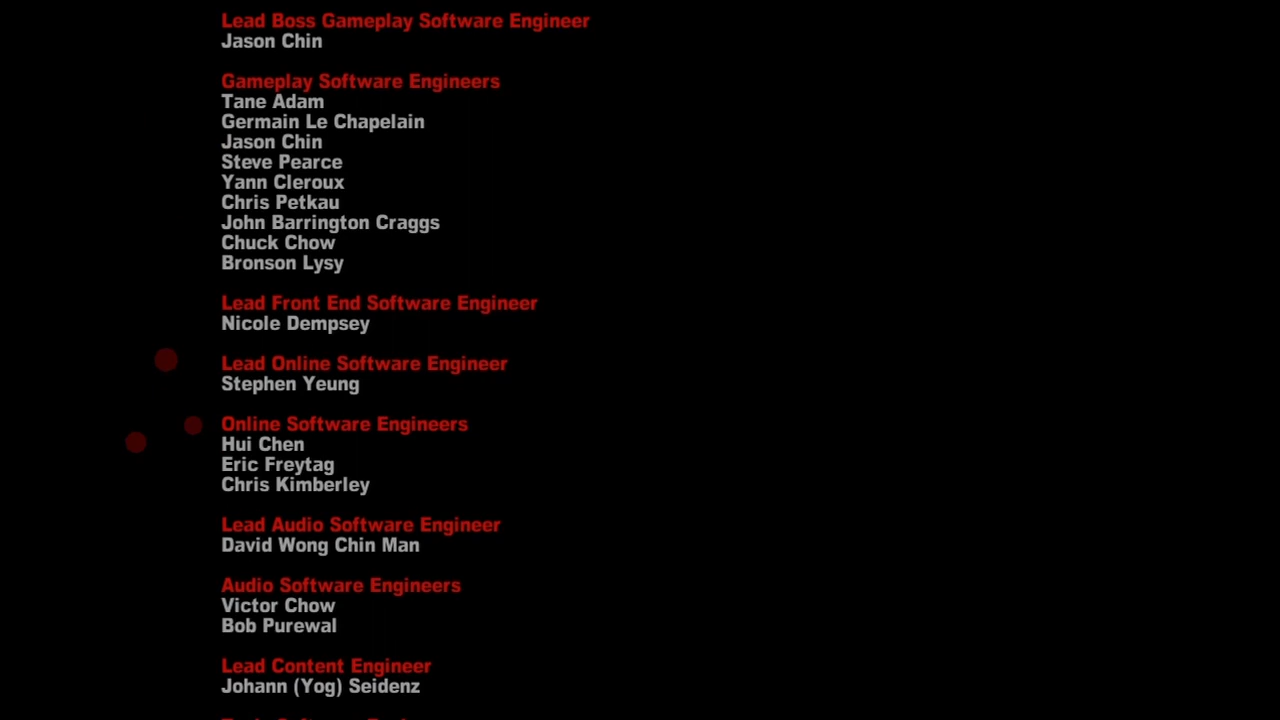 Lead Boss Gameplay Software Engineer
Jason Chin
Gameplay Software Engineers
Tane Adam
Germain Le Chapelain
Jason Chin
Steve Pearce
Yann Cleroux
Chris Petkau
John Barrington Craggs
Chuck Chow
Bronson Lysy
Lead Front End Software Engineer
Nicole Dempsey
Lead Online Software Engineer
Stephen Yeung
Online Software Engineers
Hui Chen
Eric Freytag
Chris Kimberley
Lead Audio Software Engineer
David Wong Chin Man
Audio Software Engineers
Victor Chow
Bob Purewal
Lead Content Engineer
Johann (Yog) Seidenz